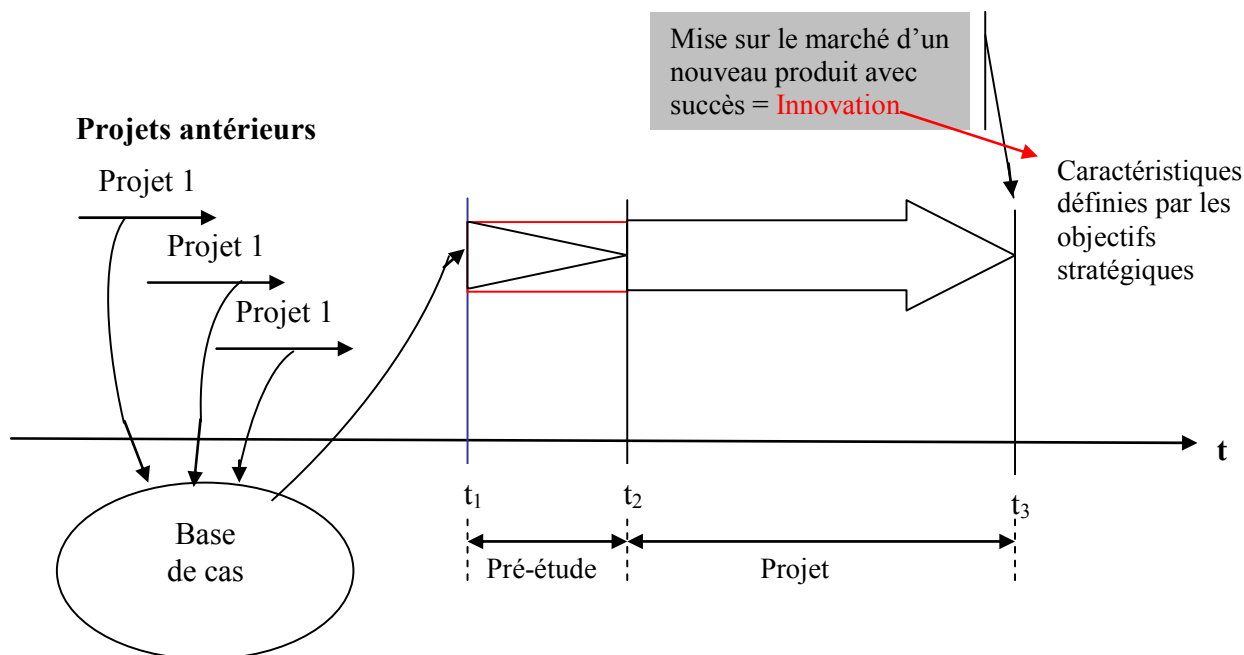 Mise sur le marché d’un
nouveau produit avec
succès = Innovation
Projets antérieurs
Projet 1
Projet 1
Projet 1
Caractéristiques
définies par les
objectifs
stratégiques
t
t₁
t₂
t₃
Base
de cas
Pré-étude
Projet